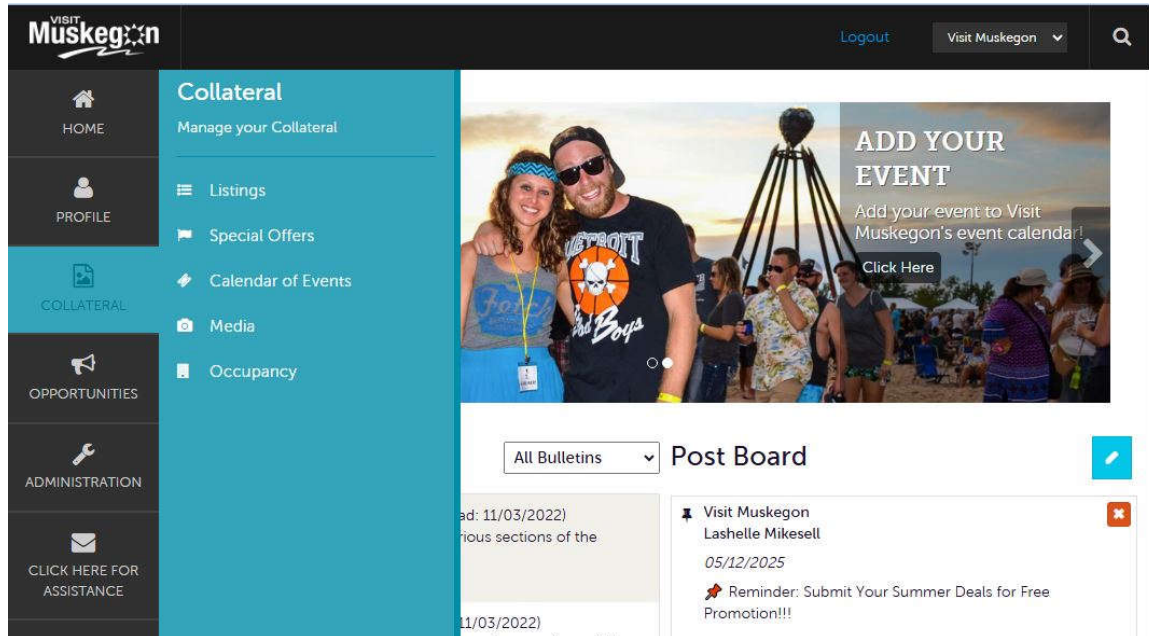 VISIT
Muskegon
Logout
Visit Muskegon
HOME
PROFILE
COLLATERAL
OPPORTUNITIES
ADMINISTRATION
CLICK HERE FOR
ASSISTANCE
Collateral
Manage your Collateral
Listings
Special Offers
Calendar of Events
Media
Occupancy
ADD YOUR
EVENT
Add your event to Visit
Muskegon's event calendar!
Click Here
DETROIT
Bad Boys
All Bulletins
ad: 11/03/2022)
rious sections of the
11/03/2022)
Post Board
Visit Muskegon
Lashelle Mikesell
05/12/2025
Reminder: Submit Your Summer Deals for Free
Promotion!!!